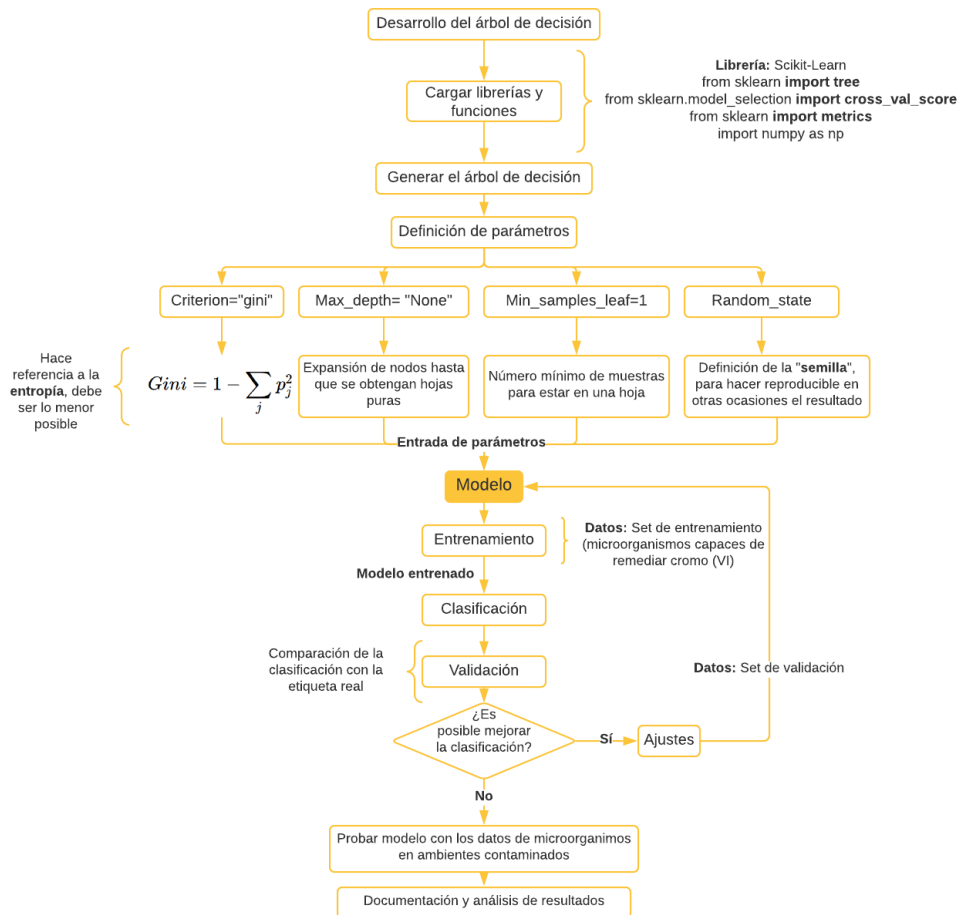 Desarrollo del árbol de decisión
Cargar librerías y
funciones
Librería: Scikit-Learn
from sklearn import tree
from sklearn.model_selection import cross_val_score
from sklearn import metrics
import numpy as np
Generar el árbol de decisión
Definición de parámetros
Criterion="gini"
Max_depth= "None"
Min_samples_leaf=1
Random_state
Hace
referencia a la
entropía, debe
ser lo menor
posible
Gini = 1 − ∑_j p_j^2
Expansión de nodos hasta
que se obtengan hojas
puras
Número mínimo de muestras
para estar en una hoja
Definición de la "semilla",
para hacer reproducible en
otras ocasiones el resultado
Entrada de parámetros
Modelo
Entrenamiento
Datos: Set de entrenamiento
(microorganismos capaces de
remediar cromo (VI)
Modelo entrenado
Clasificación
Comparación de la
clasificación con la
etiqueta real
Validación
Datos: Set de validación
¿Es
posible mejorar
la clasificación?
Sí
Ajustes
No
Probar modelo con los datos de microorganimos
en ambientes contaminados
Documentación y análisis de resultados